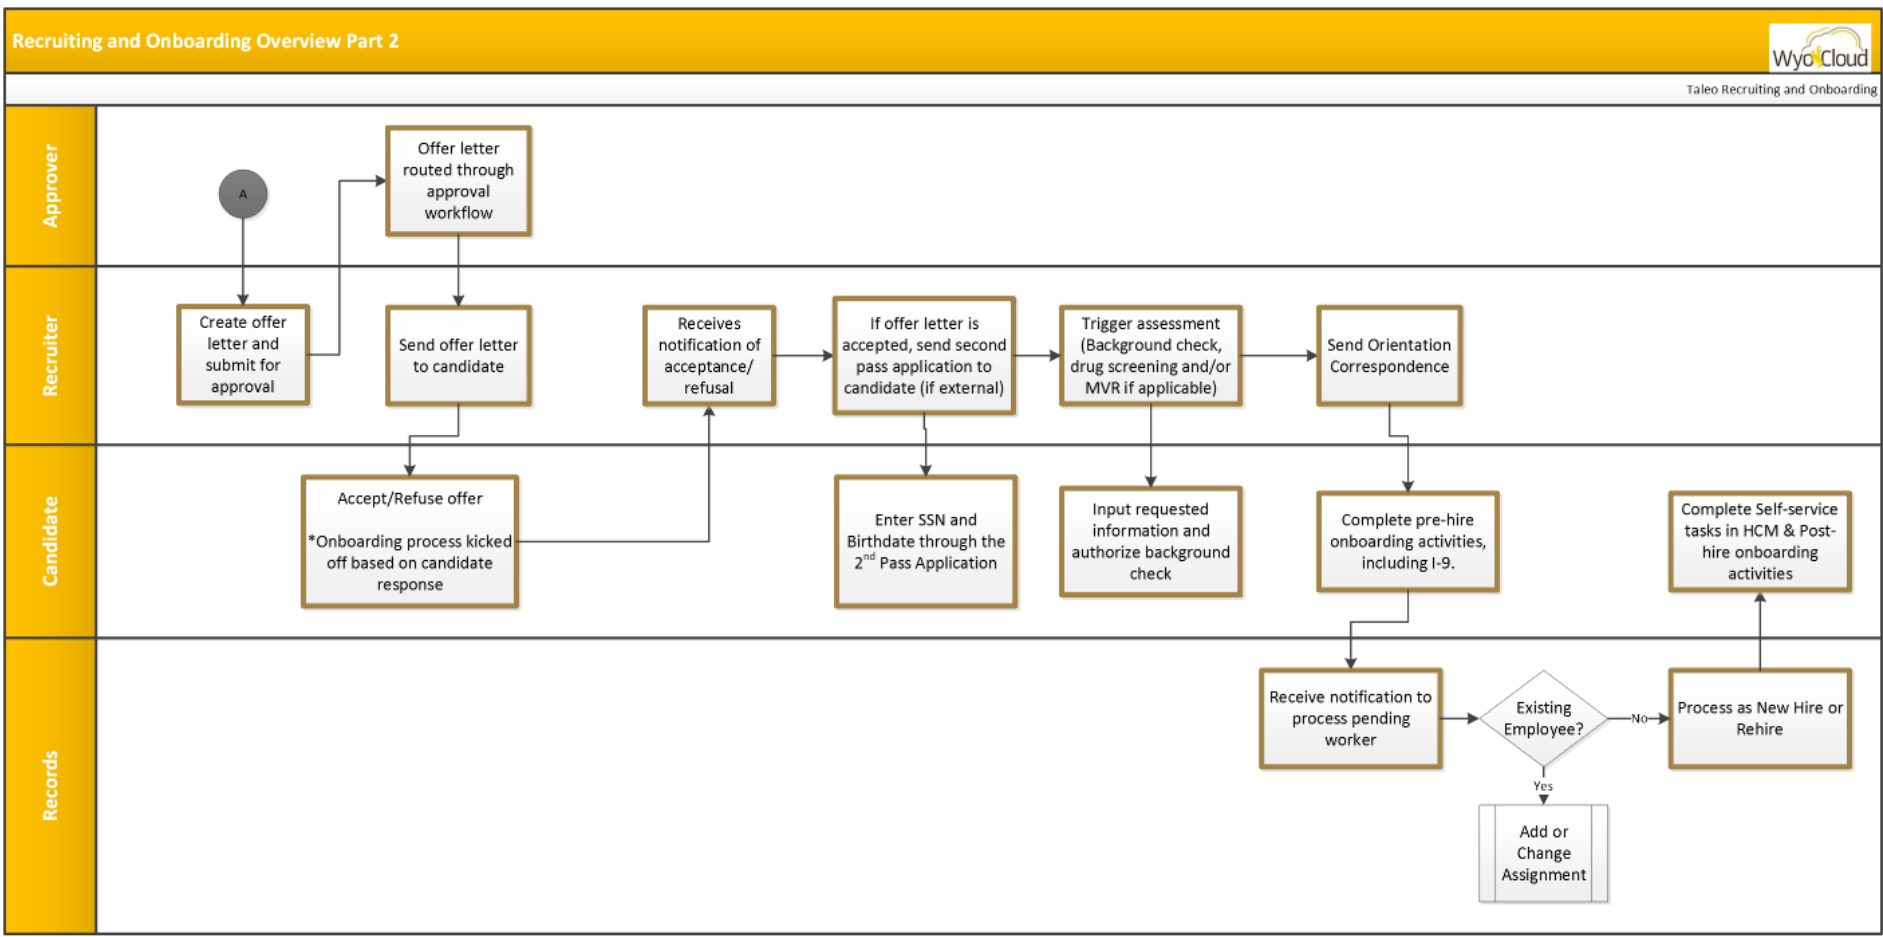 Recruiting and Onboarding Overview Part 2
WyoCloud
Taleo Recruiting and Onboarding
Approver
A
Offer letter
routed through
approval
workflow
Recruiter
Create offer
letter and
submit for
approval
Send offer letter
to candidate
Receives
notification of
acceptance/
refusal
If offer letter is
accepted, send second
pass application to
candidate (if external)
Trigger assessment
(Background check,
drug screening and/or
MVR if applicable)
Send Orientation
Correspondence
Candidate
Accept/Refuse offer
*Onboarding process kicked
off based on candidate
response
Enter SSN and
Birthdate through the
2nd Pass Application
Input requested
information and
authorize background
check
Complete pre-hire
onboarding activities,
including I-9.
Complete Self-service
tasks in HCM & Post-
hire onboarding
activities
Records
Receive notification to
process pending
worker
Existing
Employee?
No
Process as New Hire or
Rehire
Yes
Add or
Change
Assignment